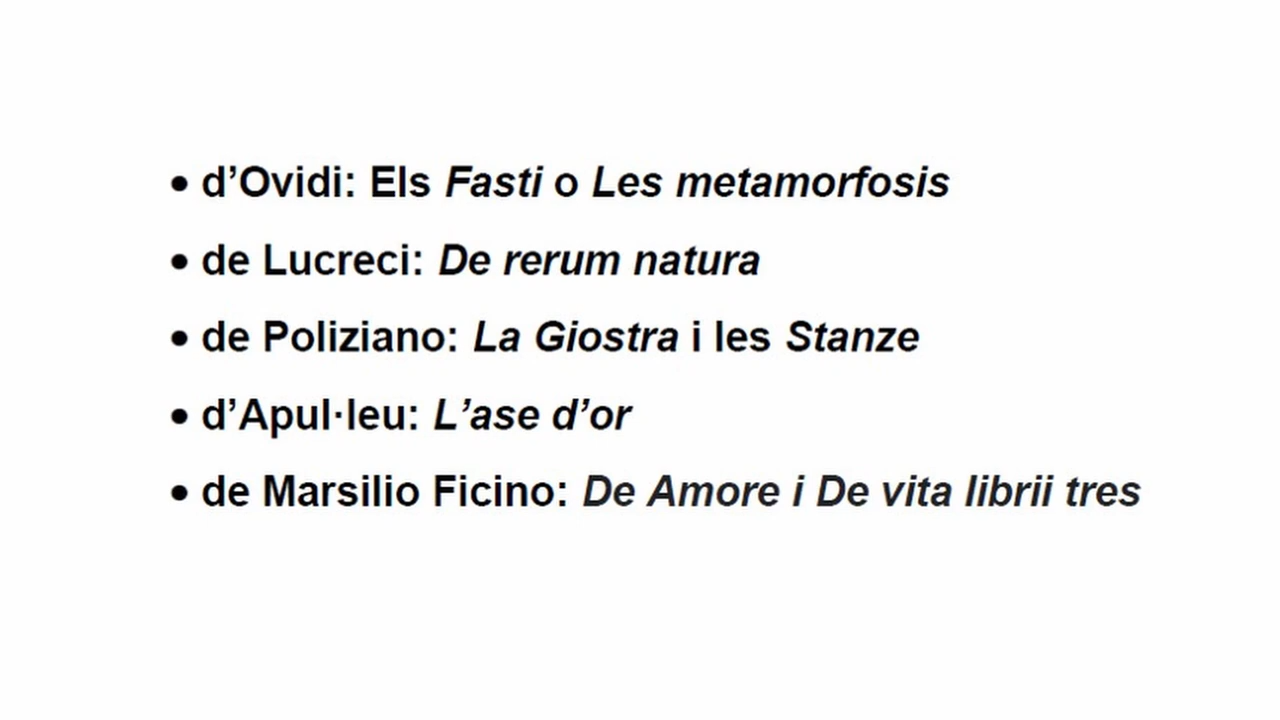 • d’Ovidi: Els Fasti o Les metamorfosis
• de Lucreci: De rerum natura
• de Poliziano: La Giostra i les Stanze
• d’Apul·leu: L’ase d’or
• de Marsilio Ficino: De Amore i De vita librii tres